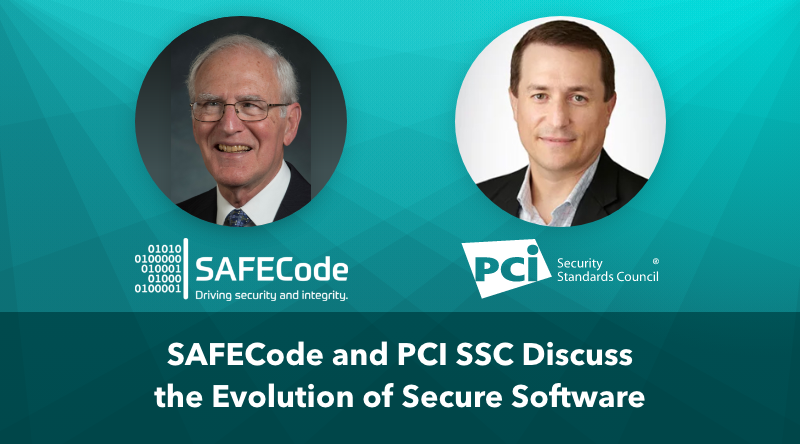 01010
0100000
010001
01000
0100001
SAFECode
Driving security and integrity.
PCi
Security ®
Standards Council
SAFECode and PCI SSC Discuss
the Evolution of Secure Software